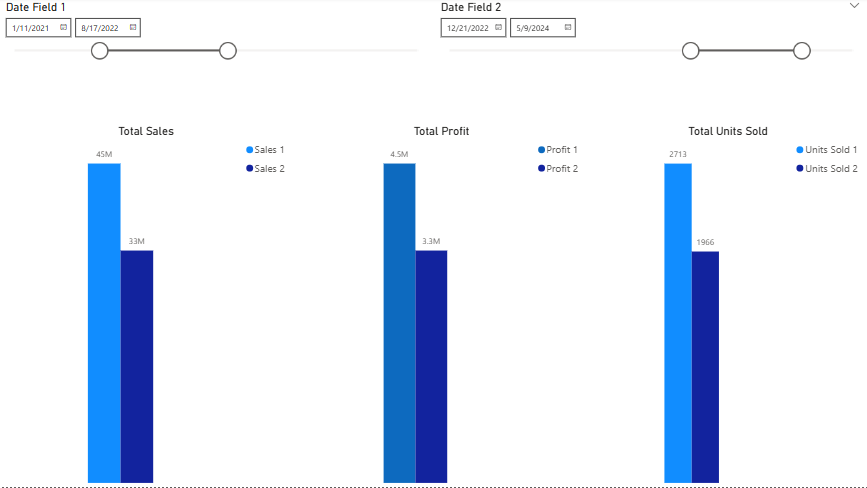 Date Field 1
1/11/2021 8/17/2022
Date Field 2
12/21/2022 5/9/2024
Total Sales
Sales 1
Sales 2
45M
33M
Total Profit
Profit 1
Profit 2
4.5M
3.3M
Total Units Sold
Units Sold 1
Units Sold 2
2713
1966